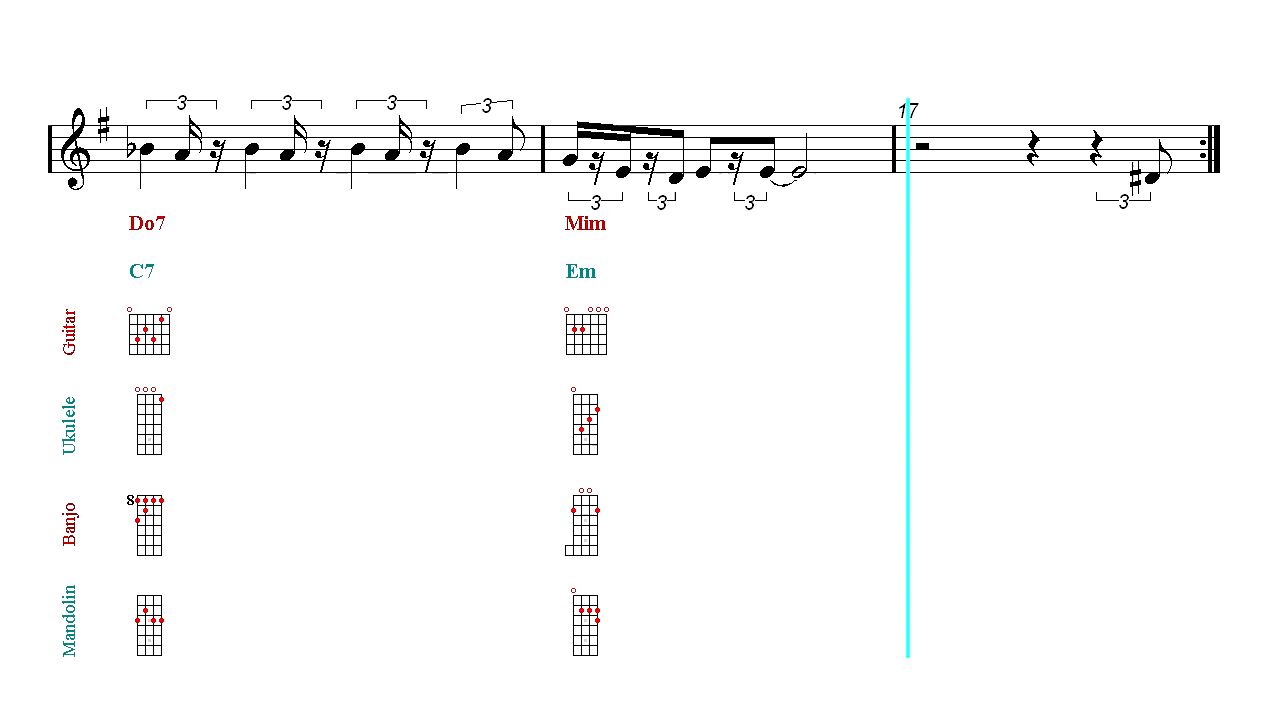 3 3 3 3 17
3 3 3 3
Do7 Mim
C7 Em
Guitar
Ukulele
8
Banjo
Mandolin